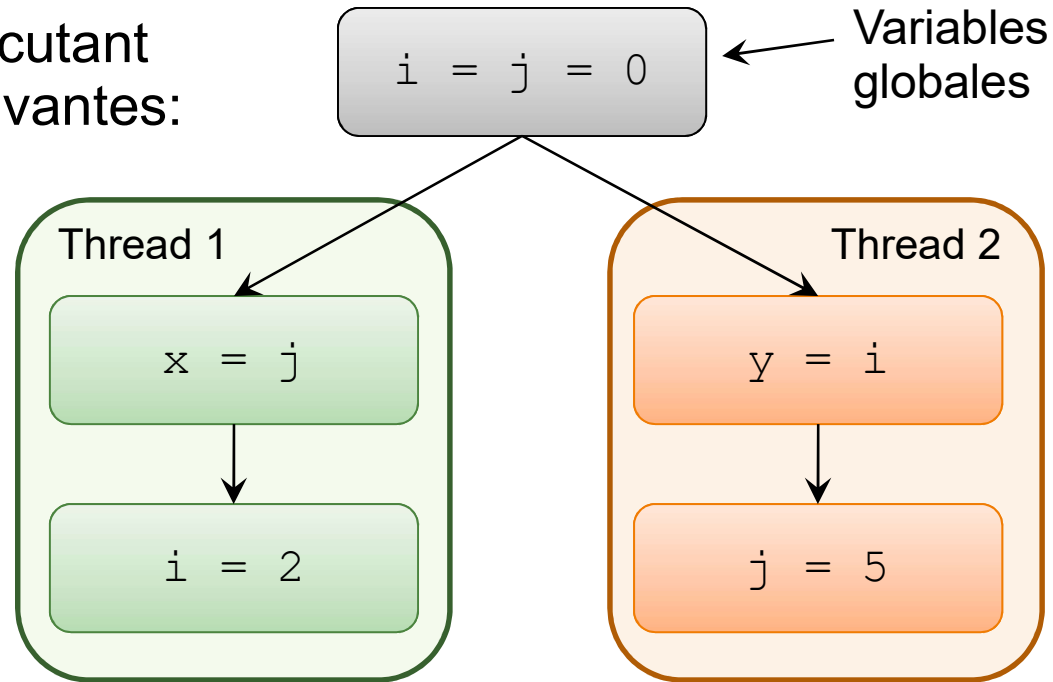 cutant
vantes:
i = j = 0
Variables
globales
Thread 1
x = j
i = 2
Thread 2
y = i
j = 5